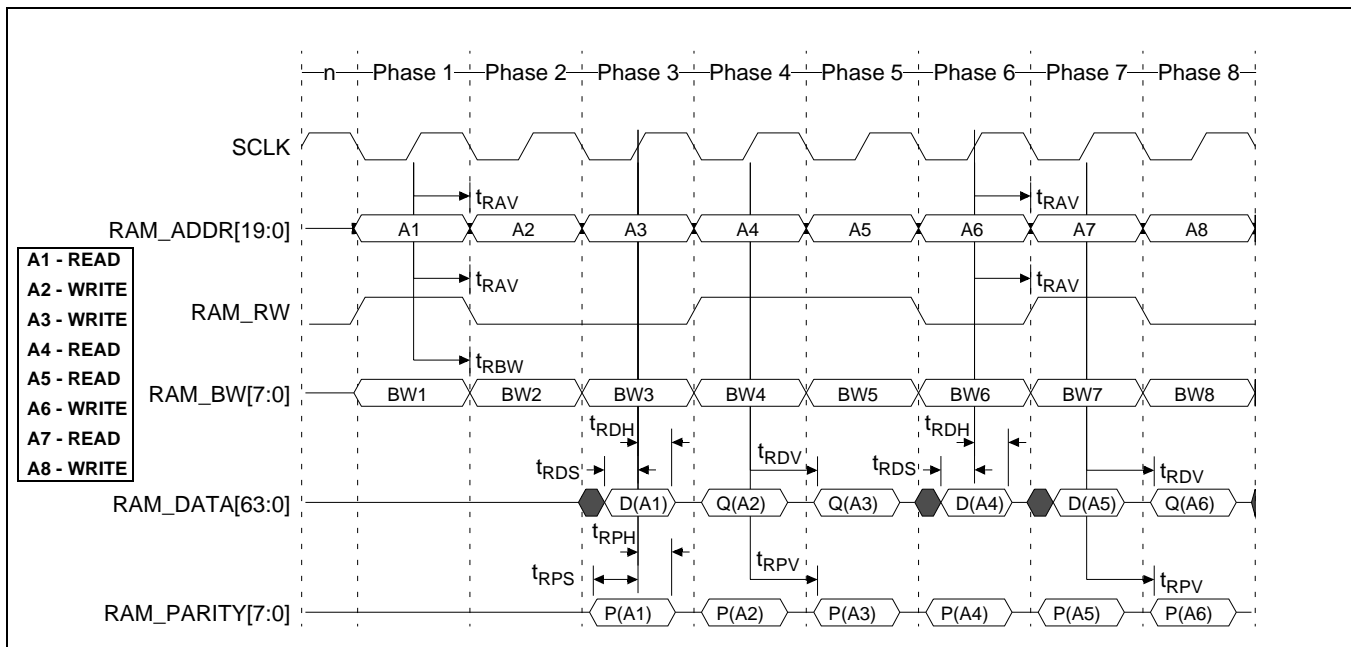 n Phase 1 Phase 2 Phase 3 Phase 4 Phase 5 Phase 6 Phase 7 Phase 8
SCLK
tRAV tRAV
RAM_ADDR[19:0] A1 A2 A3 A4 A5 A6 A7 A8
A1 - READ
A2 - WRITE
A3 - WRITE
A4 - READ
A5 - READ
A6 - WRITE
A7 - READ
A8 - WRITE
tRAV tRAV
RAM_RW
tRBW
RAM_BW[7:0] BW1 BW2 BW3 BW4 BW5 BW6 BW7 BW8
tRDH tRDH
tRDS tRDV tRDS tRDV
RAM_DATA[63:0] D(A1) Q(A2) Q(A3) D(A4) D(A5) Q(A6)
tRPH
tRPS tRPV tRPV
RAM_PARITY[7:0] P(A1) P(A2) P(A3) P(A4) P(A5) P(A6)